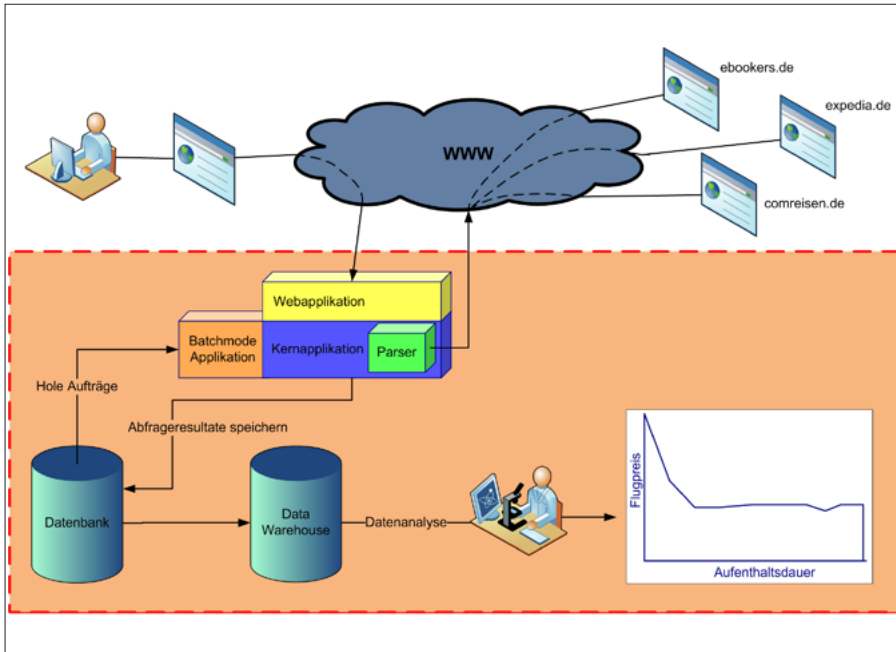 ebookers.de
expedia.de
www
comreisen.de
Webapplikation
Batchmode
Applikation
Kernapplikation
Parser
Hole Aufträge
Abfrageresultate speichern
Datenbank
Data
Warehouse
Datenanalyse
Flugpreis
Aufenthaltsdauer